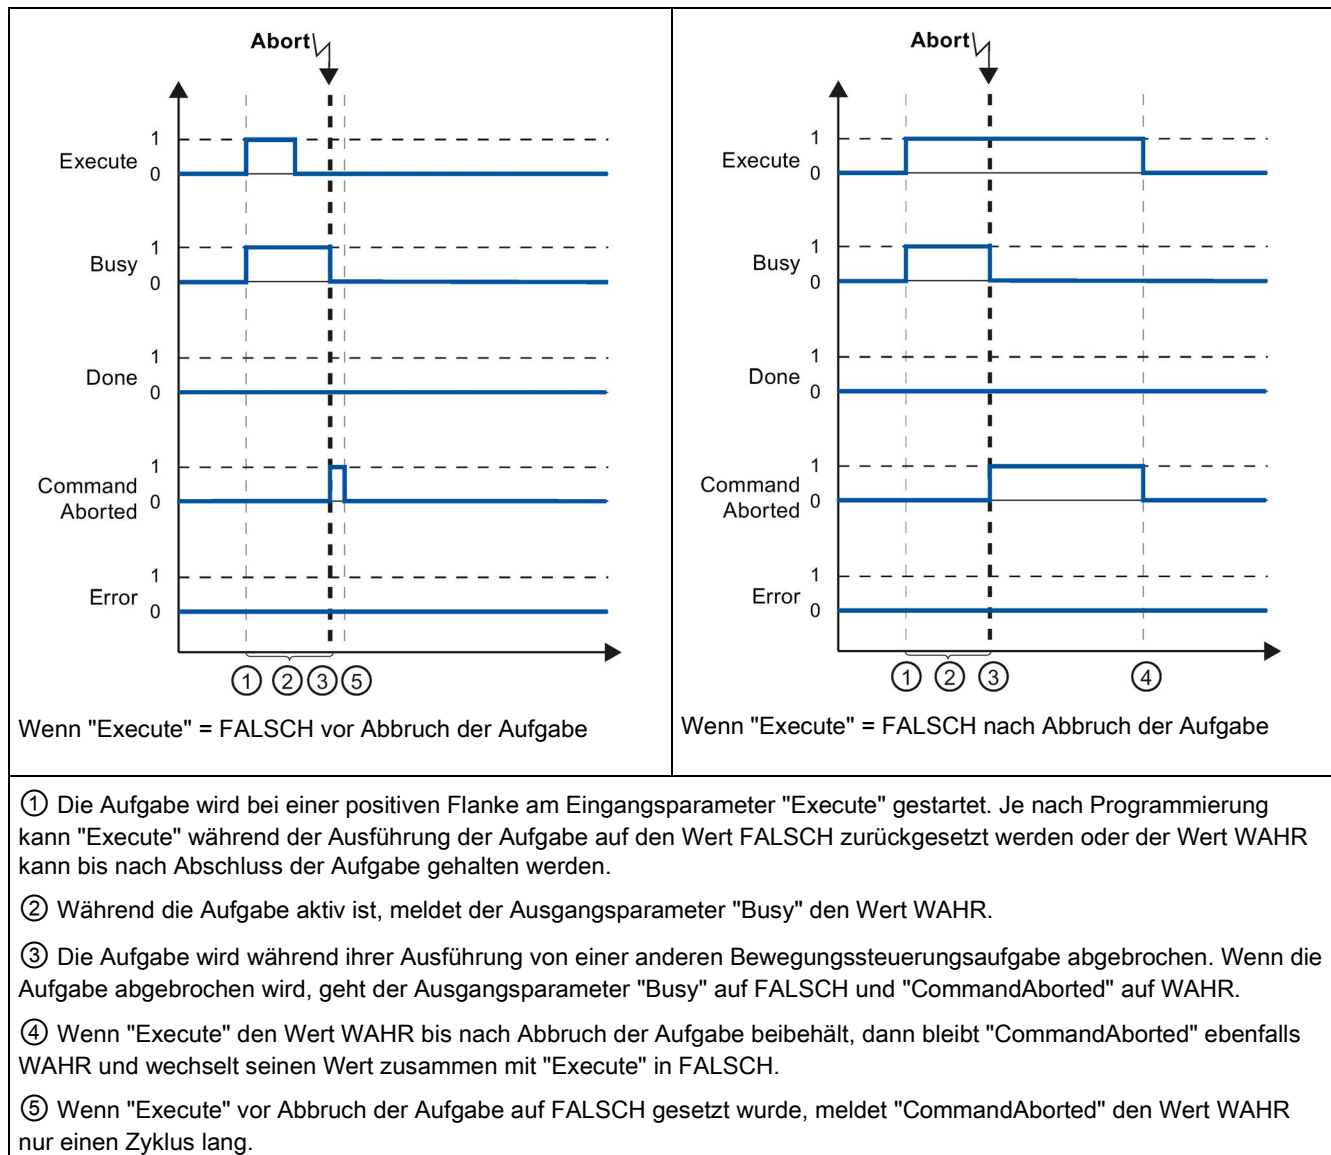 Abort
1
Execute
0
1
Busy
0
1
Done
0
1
Command
Aborted
0
1
Error
0
① ② ③ ⑤
Wenn "Execute" = FALSCH vor Abbruch der Aufgabe
Abort
1
Execute
0
1
Busy
0
1
Done
0
1
Command
Aborted
0
1
Error
0
① ② ③ ④
Wenn "Execute" = FALSCH nach Abbruch der Aufgabe
① Die Aufgabe wird bei einer positiven Flanke am Eingangsparameter "Execute" gestartet. Je nach Programmierung
kann "Execute" während der Ausführung der Aufgabe auf den Wert FALSCH zurückgesetzt werden oder der Wert WAHR
kann bis nach Abschluss der Aufgabe gehalten werden.
② Während die Aufgabe aktiv ist, meldet der Ausgangsparameter "Busy" den Wert WAHR.
③ Die Aufgabe wird während ihrer Ausführung von einer anderen Bewegungssteuerungsaufgabe abgebrochen. Wenn die
Aufgabe abgebrochen wird, geht der Ausgangsparameter "Busy" auf FALSCH und "CommandAborted" auf WAHR.
④ Wenn "Execute" den Wert WAHR bis nach Abbruch der Aufgabe beibehält, dann bleibt "CommandAborted" ebenfalls
WAHR und wechselt seinen Wert zusammen mit "Execute" in FALSCH.
⑤ Wenn "Execute" vor Abbruch der Aufgabe auf FALSCH gesetzt wurde, meldet "CommandAborted" den Wert WAHR
nur einen Zyklus lang.